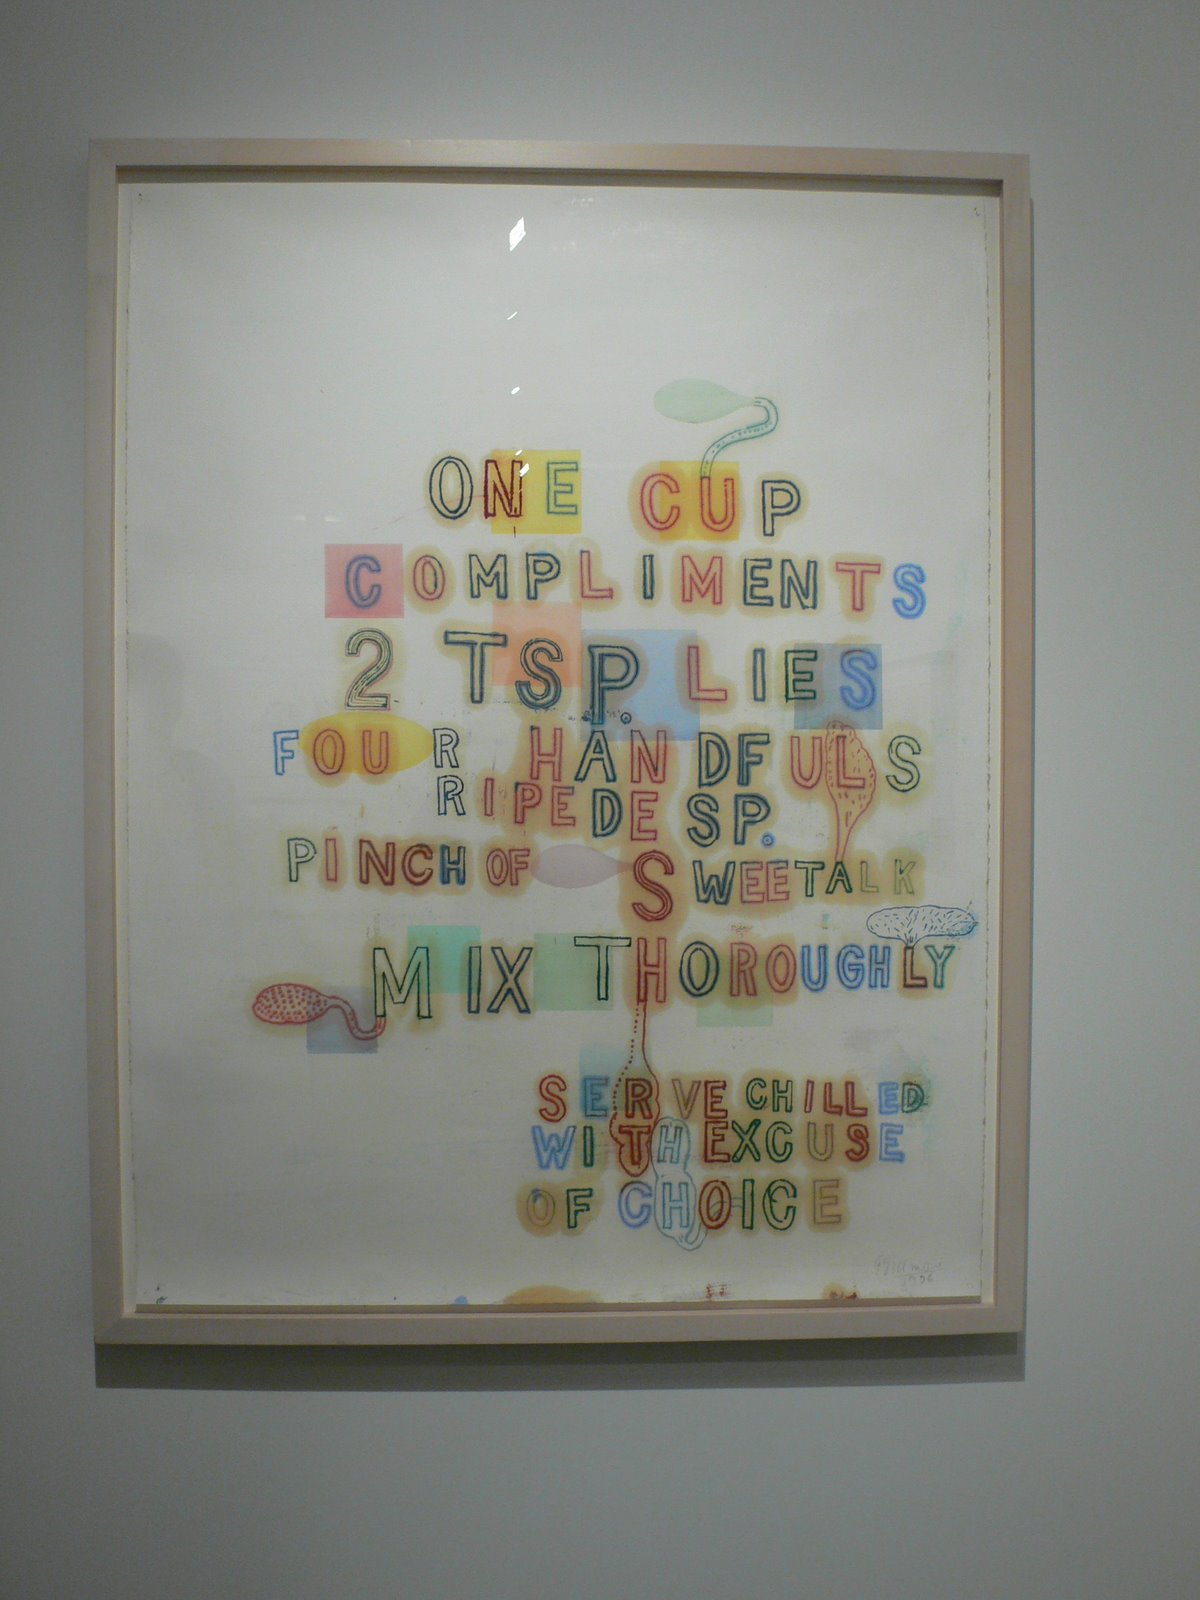 ONE CUP
COMPLIMENTS
2 TSP. LIES
FOUR HANDFULS
RIPE DESP.
PINCH OF SWEETALK
MIX THOROUGHLY
SERVE CHILLED
WITH EXCUSE
OF CHOICE